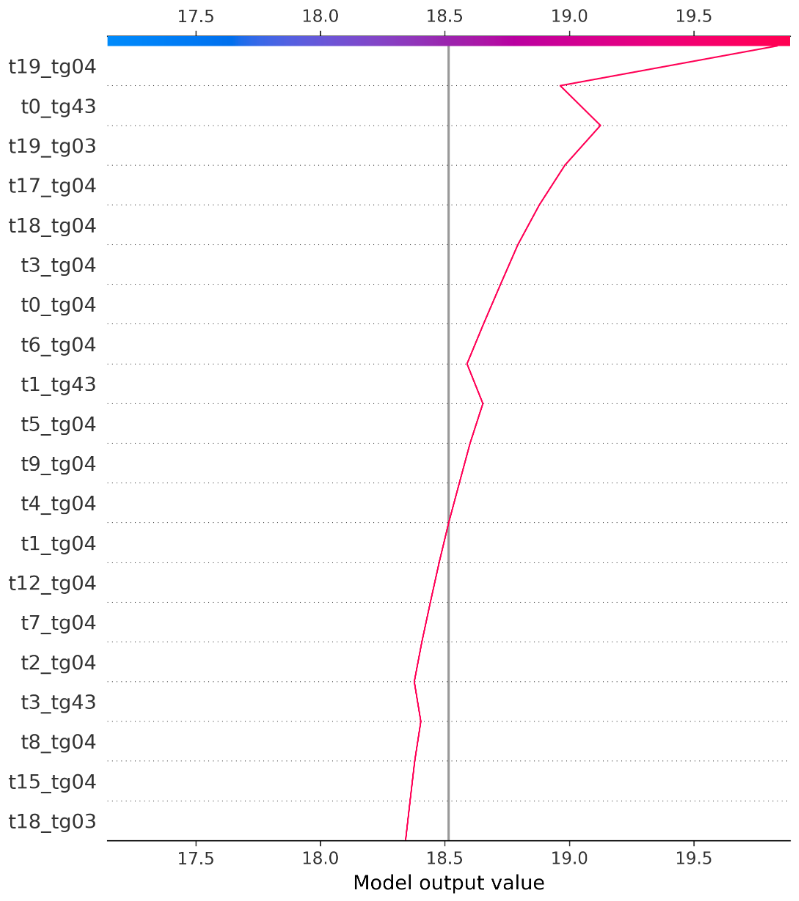 17.5 18.0 18.5 19.0 19.5
t19_tg04
t0_tg43
t19_tg03
t17_tg04
t18_tg04
t3_tg04
t0_tg04
t6_tg04
t1_tg43
t5_tg04
t9_tg04
t4_tg04
t1_tg04
t12_tg04
t7_tg04
t2_tg04
t3_tg43
t8_tg04
t15_tg04
t18_tg03
17.5 18.0 18.5 19.0 19.5
Model output value